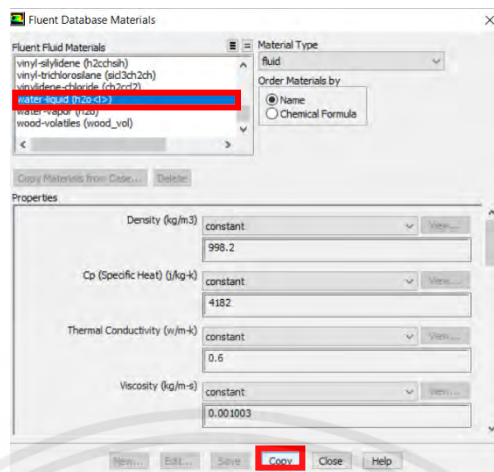 Fluent Database Materials
Fluent Fluid Materials
vinyl-silylidene (h2cchsih)
vinyl-trichlorosilane (sicl3ch2ch)
vinylidene-chloride (ch2ccl2)
water-liquid (h2o<l>)
water-vapor (h2o)
wood-volatiles (wood_vol)
Material Type
fluid
Order Materials by
Name
Chemical Formula
Copy Materials from Case... Delete
Properties
Density (kg/m3) constant View...
998.2
Cp (Specific Heat) (j/kg-k) constant View...
4182
Thermal Conductivity (w/m-k) constant View...
0.6
Viscosity (kg/m-s) constant View...
0.001003
New... Edit... Save Copy Close Help